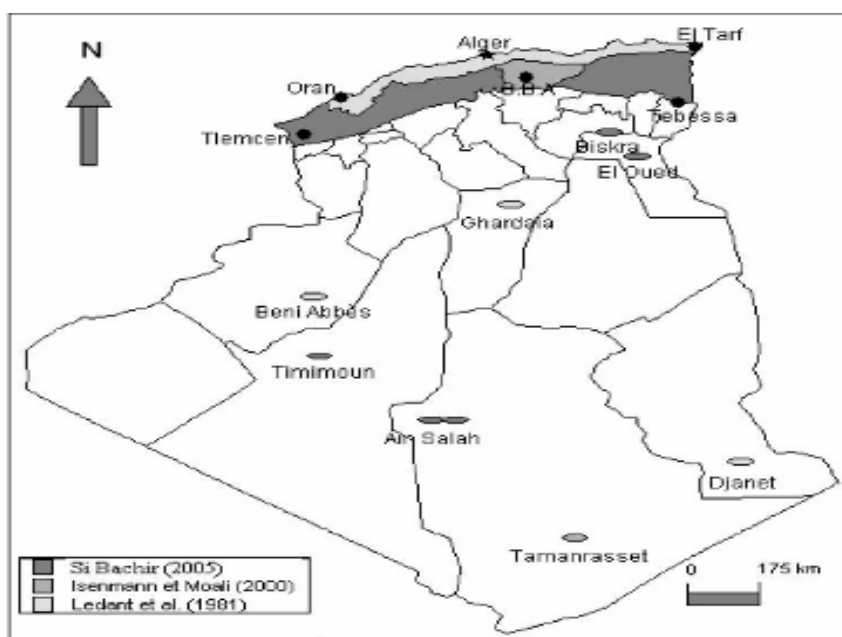 N
El Tarf
Alger
Oran
B.B.A
Tlemcen
Tebessa
Biskra
El Oued
Ghardaia
Beni Abbès
Timimoun
Ain Salah
Djanet
Tamanrasset
Si Bachir (2005)
Isenmann et Moali (2000)
Ledant et al. (1981)
0 175 km